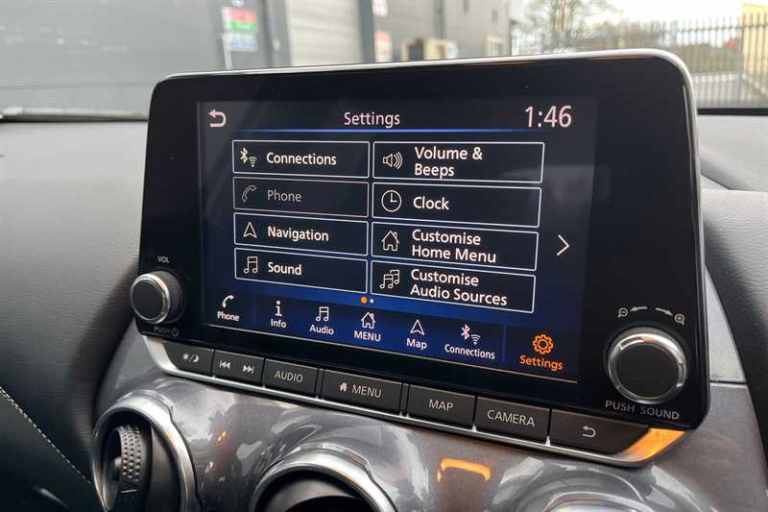 Settings
1:46
Connections
Volume &
Beeps
Phone
Clock
Navigation
Customise
Home Menu
Sound
Customise
Audio Sources
Phone
Info
Audio
MENU
Map
Connections
Settings
VOL
PUSH
AUDIO
MENU
MAP
CAMERA
PUSH SOUND